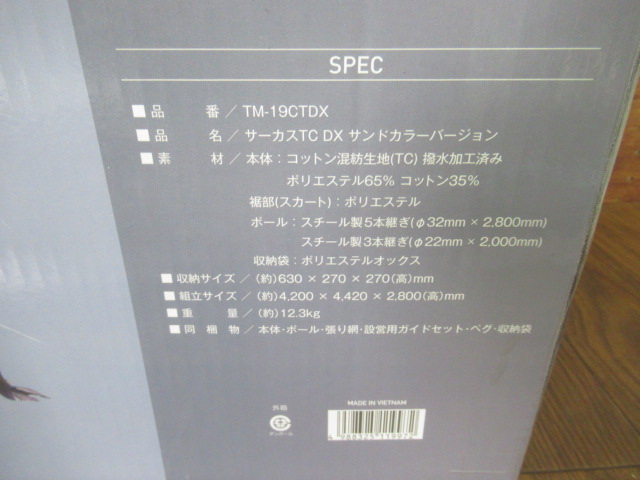 SPEC
■品 番／TM-19CTDX
■品 名／サーカスTC DX サンドカラーバージョン
■素 材／本体：コットン混紡生地(TC) 撥水加工済み
ポリエステル65% コットン35%
裾部(スカート)：ポリエステル
ポール：スチール製5本継ぎ(φ32mm × 2,800mm)
スチール製3本継ぎ(φ22mm × 2,000mm)
収納袋：ポリエステルオックス
■収納サイズ／(約)630 × 270 × 270(高)mm
■組立サイズ／(約)4,200 × 4,420 × 2,800(高)mm
■重 量／(約)12.3kg
■同 梱 物／本体・ポール・張り綱・設営用ガイドセット・ペグ・収納袋
MADE IN VIETNAM
外箱
ダンボール